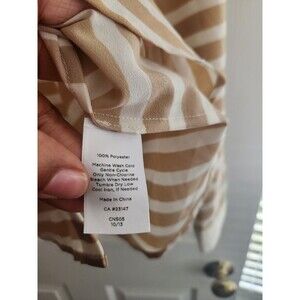 100% Polyester
Machine Wash Cold
Gentle Cycle
Only Non-Chlorine
Bleach When Needed
Tumble Dry Low
Cool Iron, if Needed
Made in China
CA #23147
CNSOS
10/13